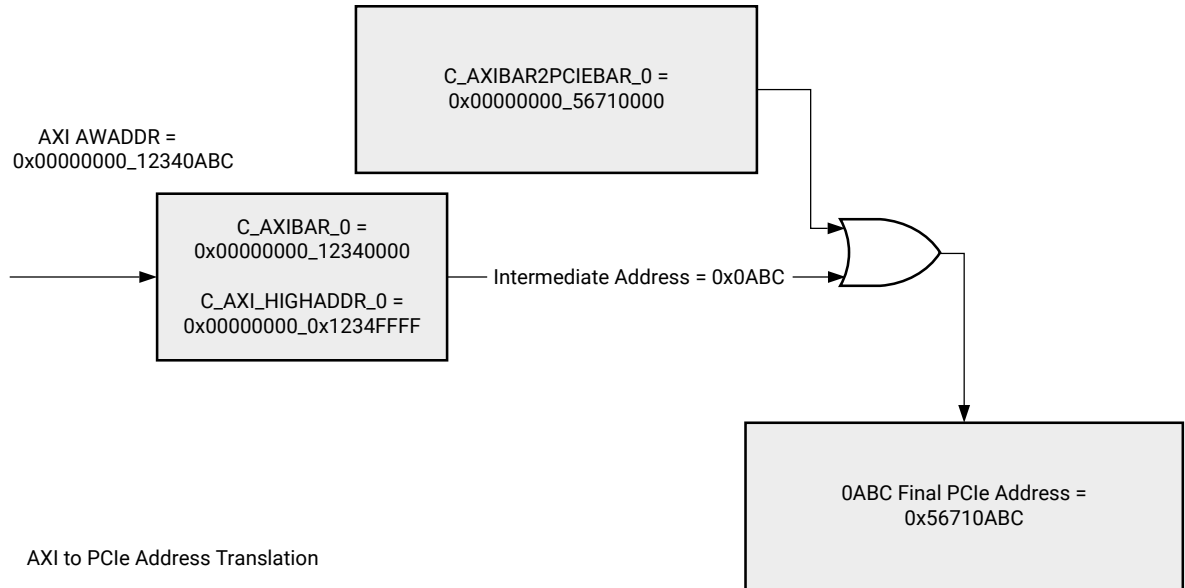 C_AXIBAR2PCIEBAR_0 =
0x00000000_56710000
AXI AWADDR =
0x00000000_12340ABC
C_AXIBAR_0 =
0x00000000_12340000
C_AXI_HIGHADDR_0 =
0x00000000_0x1234FFFF
Intermediate Address = 0x0ABC
0ABC Final PCIe Address =
0x56710ABC
AXI to PCIe Address Translation